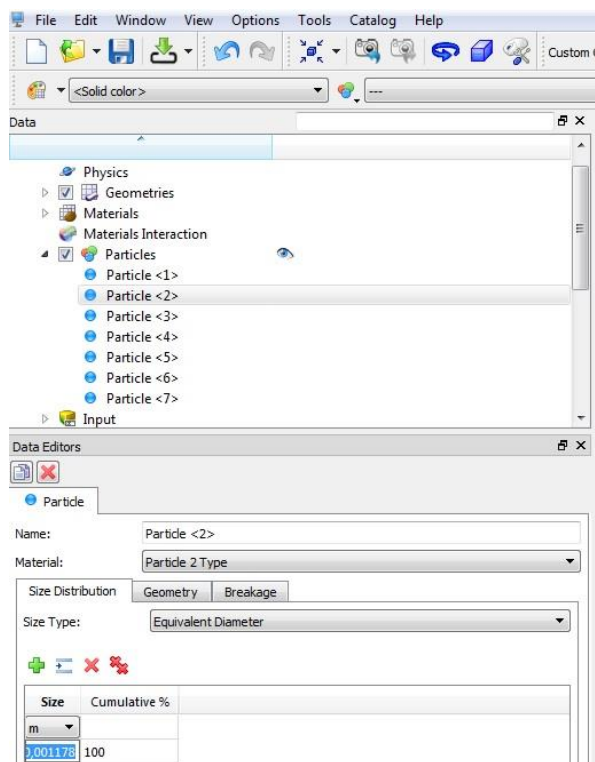 File Edit Window View Options Tools Catalog Help
Custom
<Solid color> ---
Data
Physics
Geometries
Materials
Materials Interaction
Particles
Particle <1>
Particle <2>
Particle <3>
Particle <4>
Particle <5>
Particle <6>
Particle <7>
Input
Data Editors
Particle
Name: Particle <2>
Material: Particle 2 Type
Size Distribution Geometry Breakage
Size Type: Equivalent Diameter
Size Cumulative %
m
0,001178 100